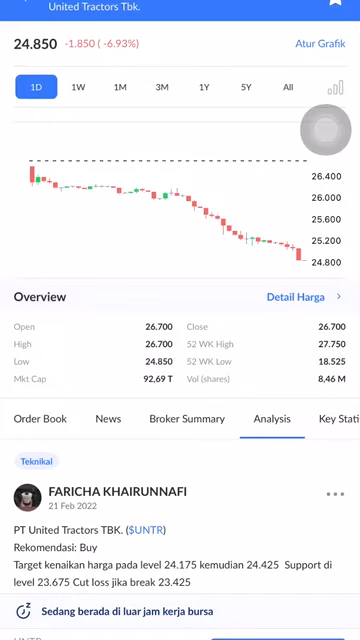 United Tractors Tbk.
24.850 -1.850 ( -6.93%) Atur Grafik
1D 1W 1M 3M 1Y 5Y All
26.400
26.000
25.600
25.200
24.800
Overview Detail Harga
Open 26.700 Close 26.700
High 26.700 52 WK High 27.750
Low 24.850 52 WK Low 18.525
Mkt Cap 92,69 T Vol (shares) 8,46 M
Order Book News Broker Summary Analysis Key Stati
Teknikal
FARICHA KHAIRUNNAFI
21 Feb 2022
PT United Tractors TBK. ($UNTR)
Rekomendasi: Buy
Target kenaikan harga pada level 24.175 kemudian 24.425 Support di
level 23.675 Cut loss jika break 23.425
Sedang berada di luar jam kerja bursa
UNTR